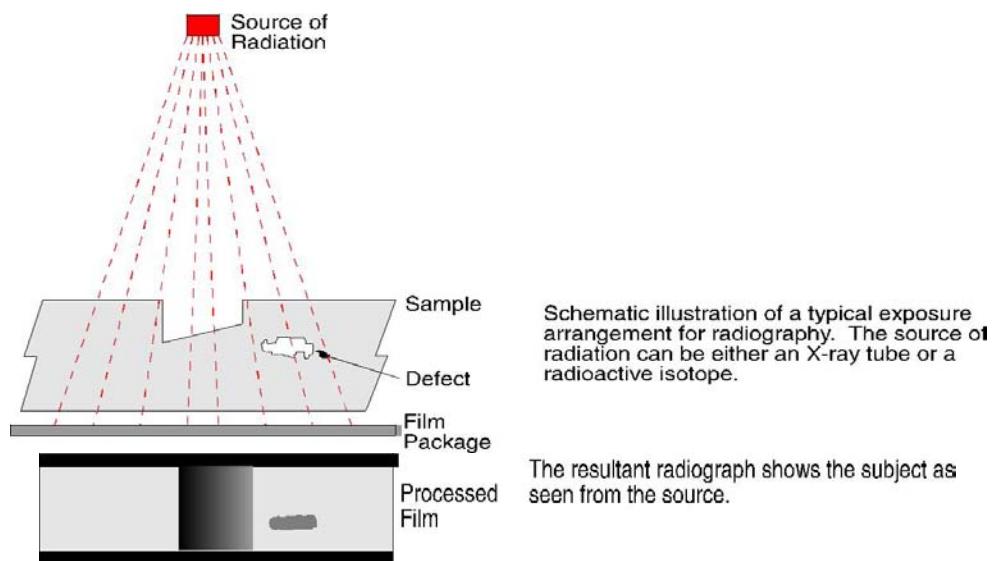 Source of
Radiation
Sample
Defect
Film
Package
Processed
Film
Schematic illustration of a typical exposure
arrangement for radiography. The source of
radiation can be either an X-ray tube or a
radioactive isotope.
The resultant radiograph shows the subject as
seen from the source.